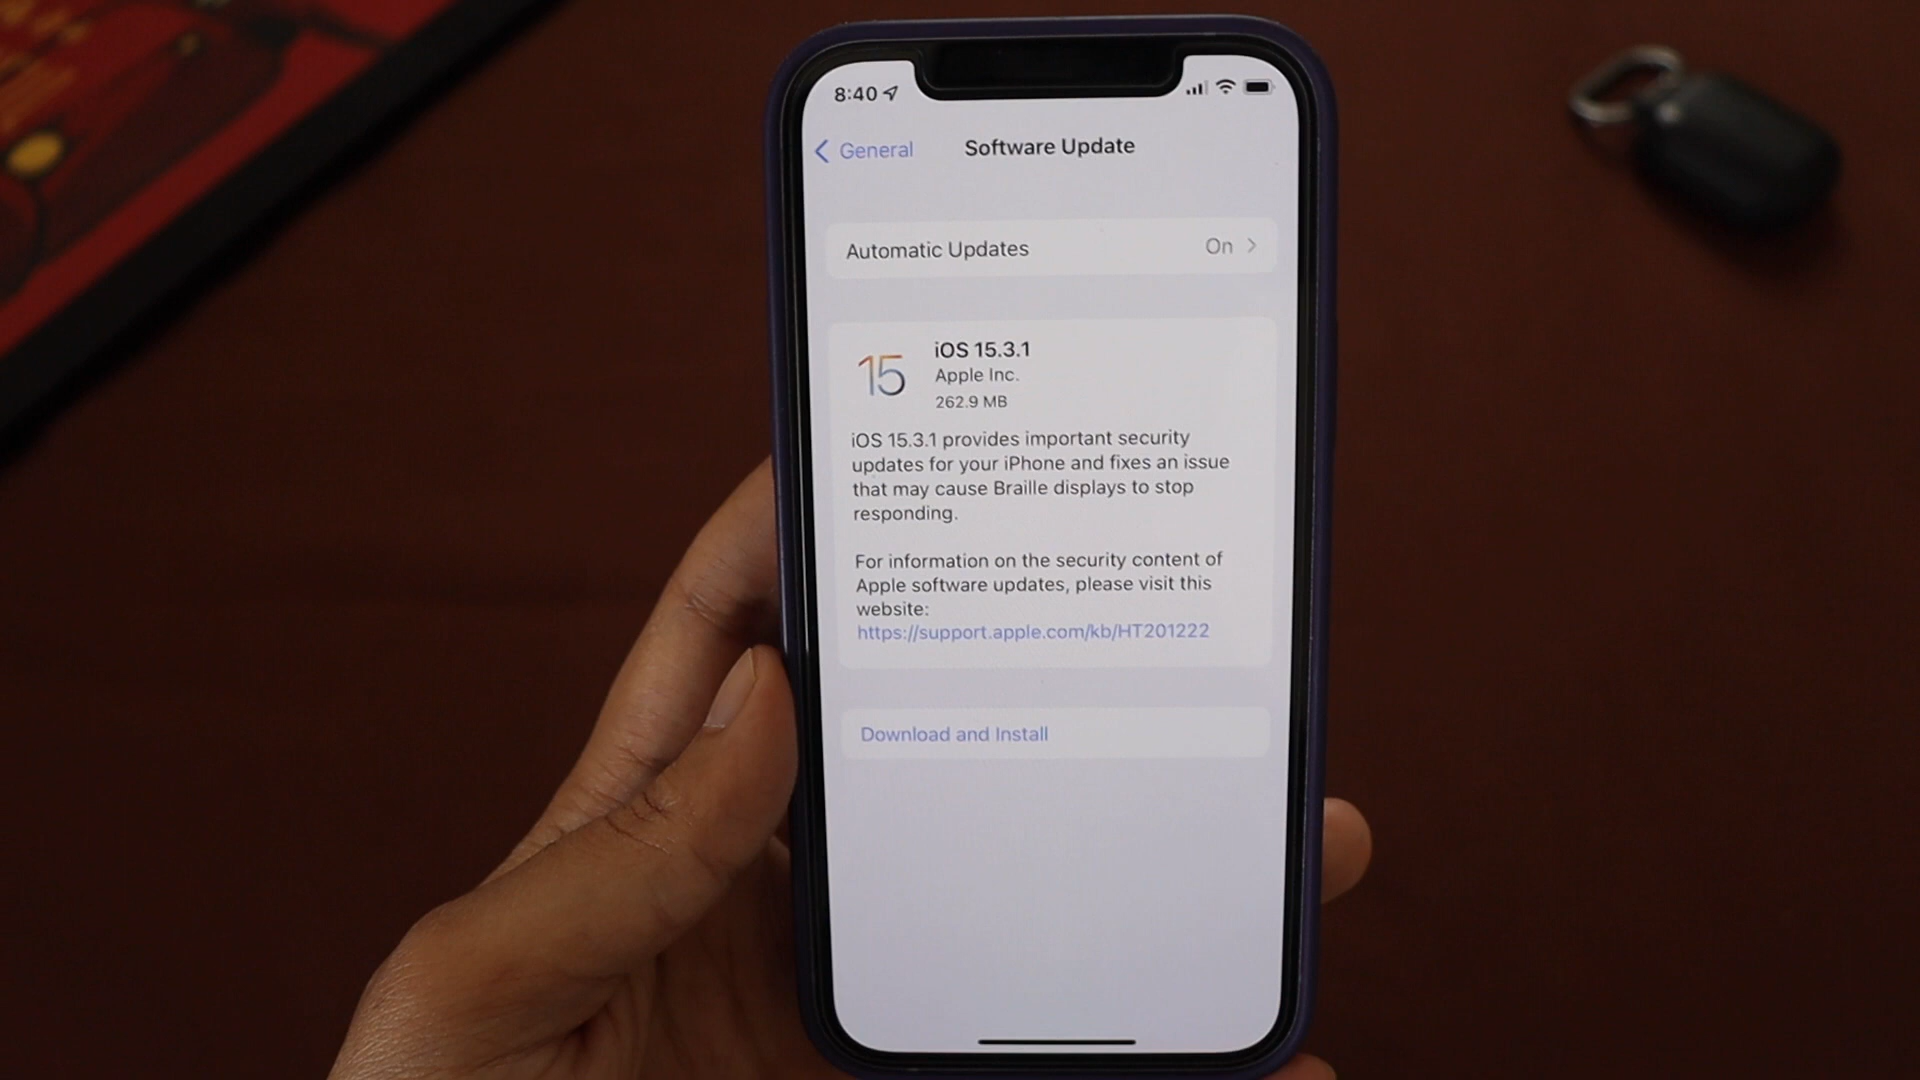 8:40
General
Software Update
Automatic Updates On
15
iOS 15.3.1
Apple Inc.
262.9 MB
iOS 15.3.1 provides important security
updates for your iPhone and fixes an issue
that may cause Braille displays to stop
responding.
For information on the security content of
Apple software updates, please visit this
website:
https://support.apple.com/kb/HT201222
Download and Install